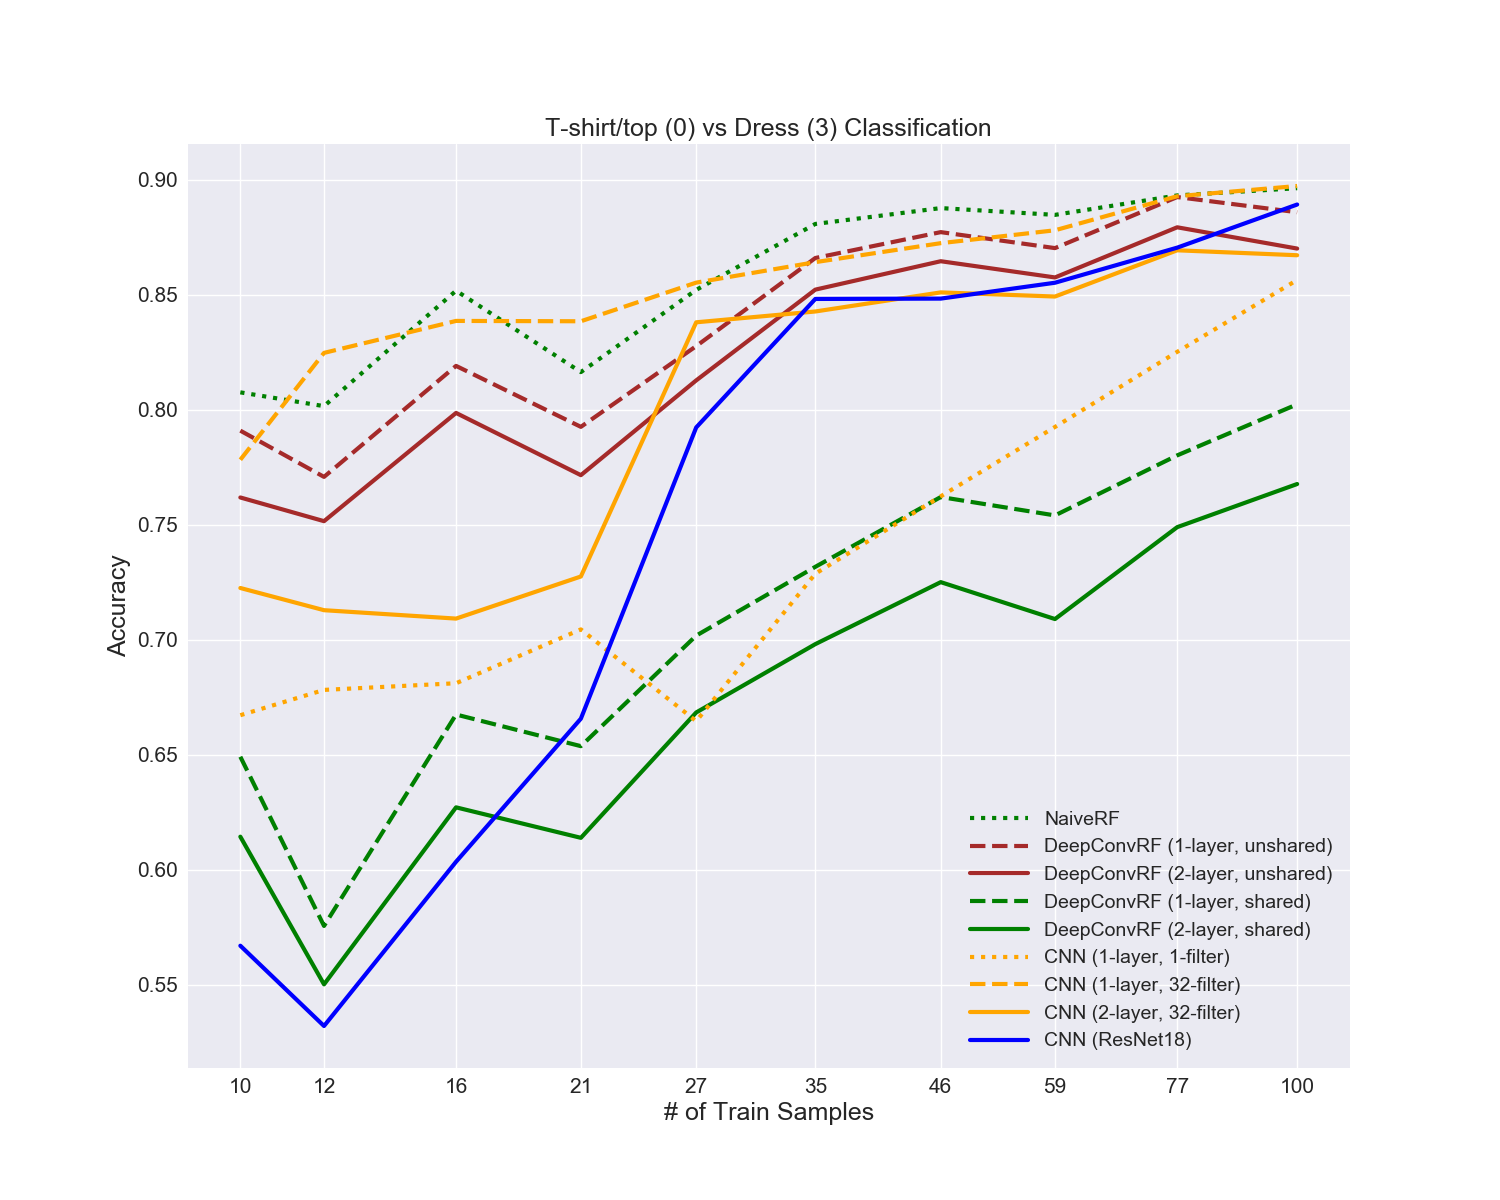 T-shirt/top (0) vs Dress (3) Classification
0.90
0.85
0.80
0.75
0.70
0.65
0.60
0.55
Accuracy
NaiveRF
DeepConvRF (1-layer, unshared)
DeepConvRF (2-layer, unshared)
DeepConvRF (1-layer, shared)
DeepConvRF (2-layer, shared)
CNN (1-layer, 1-filter)
CNN (1-layer, 32-filter)
CNN (2-layer, 32-filter)
CNN (ResNet18)
10 12 16 21 27 35 46 59 77 100
# of Train Samples